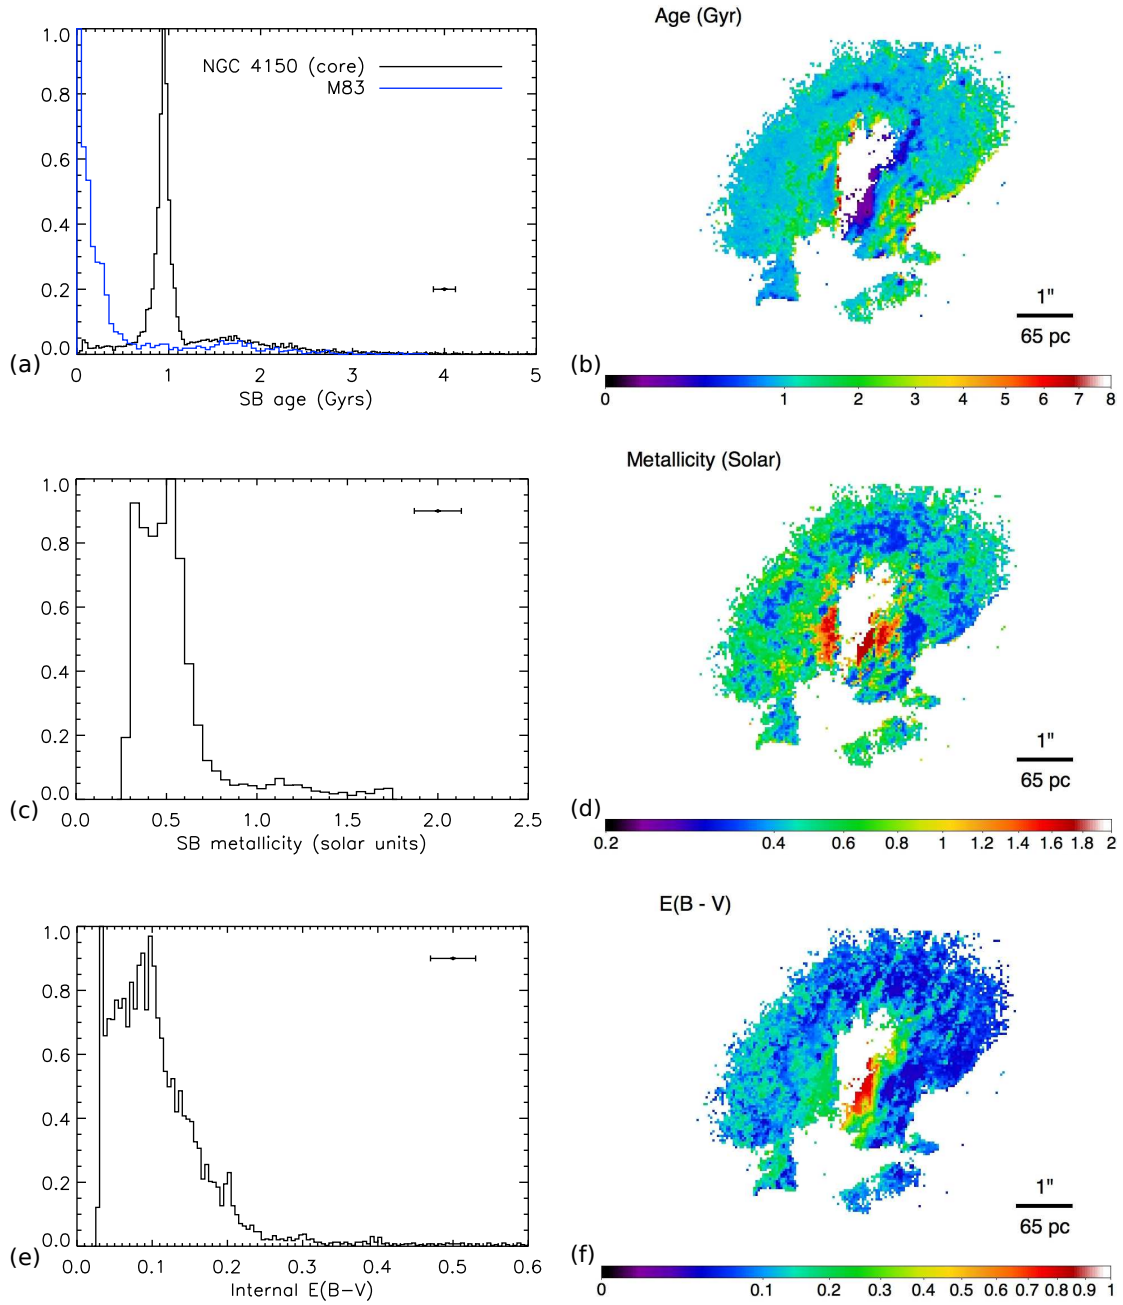 Age (Gyr)
1.0
0.8
0.6
0.4
0.2
0.0
NGC 4150 (core)
M83
0 1 2 3 4 5
SB age (Gyrs)
(a)
1"
65 pc
(b)
0 1 2 3 4 5 6 7 8
Metallicity (Solar)
1.0
0.8
0.6
0.4
0.2
0.0
0.0 0.5 1.0 1.5 2.0 2.5
SB metallicity (solar units)
(c)
1"
65 pc
(d)
0.2 0.4 0.6 0.8 1 1.2 1.4 1.6 1.8 2
E(B - V)
1.0
0.8
0.6
0.4
0.2
0.0
0.0 0.1 0.2 0.3 0.4 0.5 0.6
Internal E(B-V)
(e)
1"
65 pc
(f)
0 0.1 0.2 0.3 0.4 0.5 0.6 0.7 0.8 0.9 1